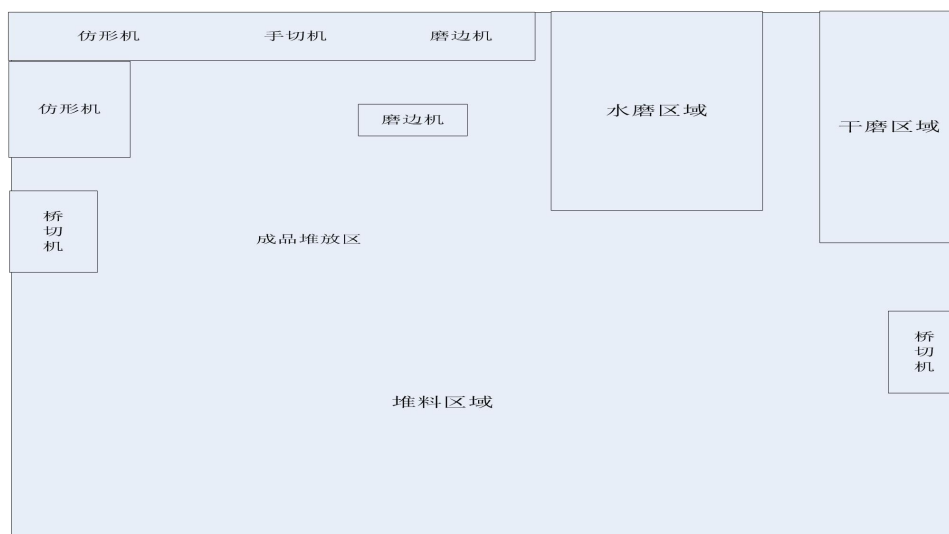 仿形机 手切机 磨边机
仿形机
磨边机
水磨区域
干磨区域
桥
切
机
成品堆放区
桥
切
机
堆料区域